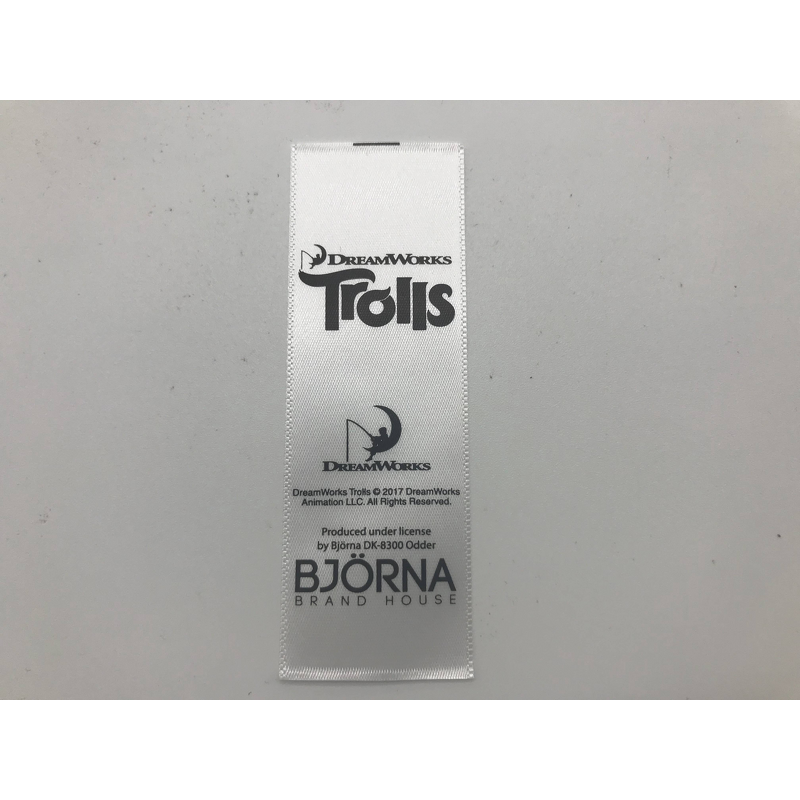 DREAMWORKS
Trolls
DREAMWORKS
DreamWorks Trolls © 2017 DreamWorks
Animation LLC. All Rights Reserved.
Produced under license
by Björna DK-8300 Odder
BJÖRNA
BRAND HOUSE